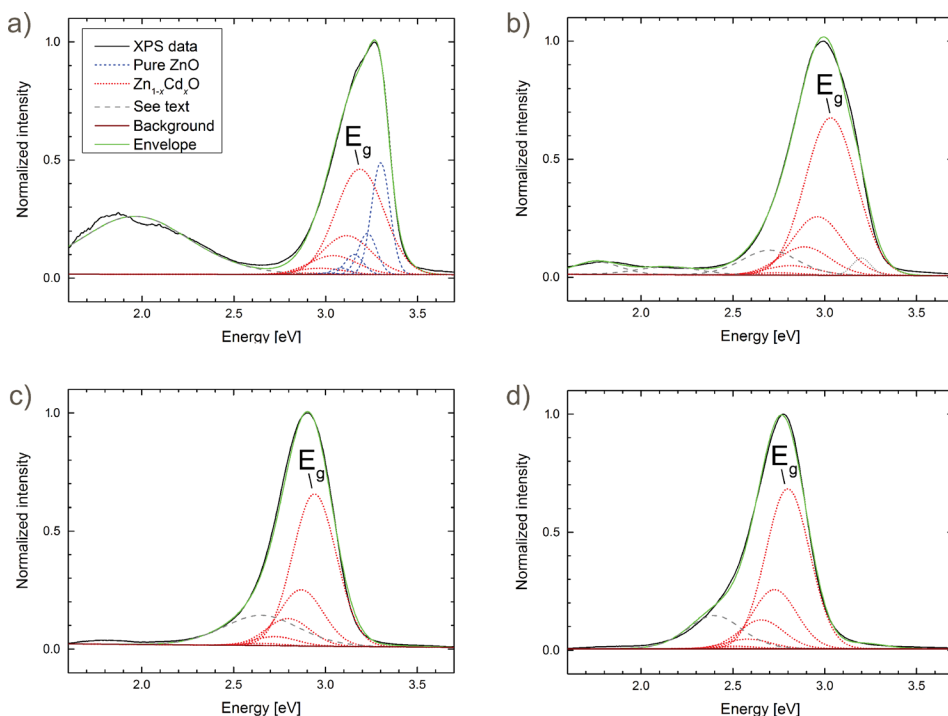 a)
XPS data
Pure ZnO
Zn1-xCdxO
See text
Background
Envelope
Eg
1.0
0.5
0.0
Normalized intensity
2.0 2.5 3.0 3.5
Energy [eV]
b)
Eg
1.0
0.5
0.0
Normalized intensity
2.0 2.5 3.0 3.5
Energy [eV]
c)
Eg
1.0
0.5
0.0
Normalized intensity
2.0 2.5 3.0 3.5
Energy [eV]
d)
Eg
1.0
0.5
0.0
Normalized intensity
2.0 2.5 3.0 3.5
Energy [eV]